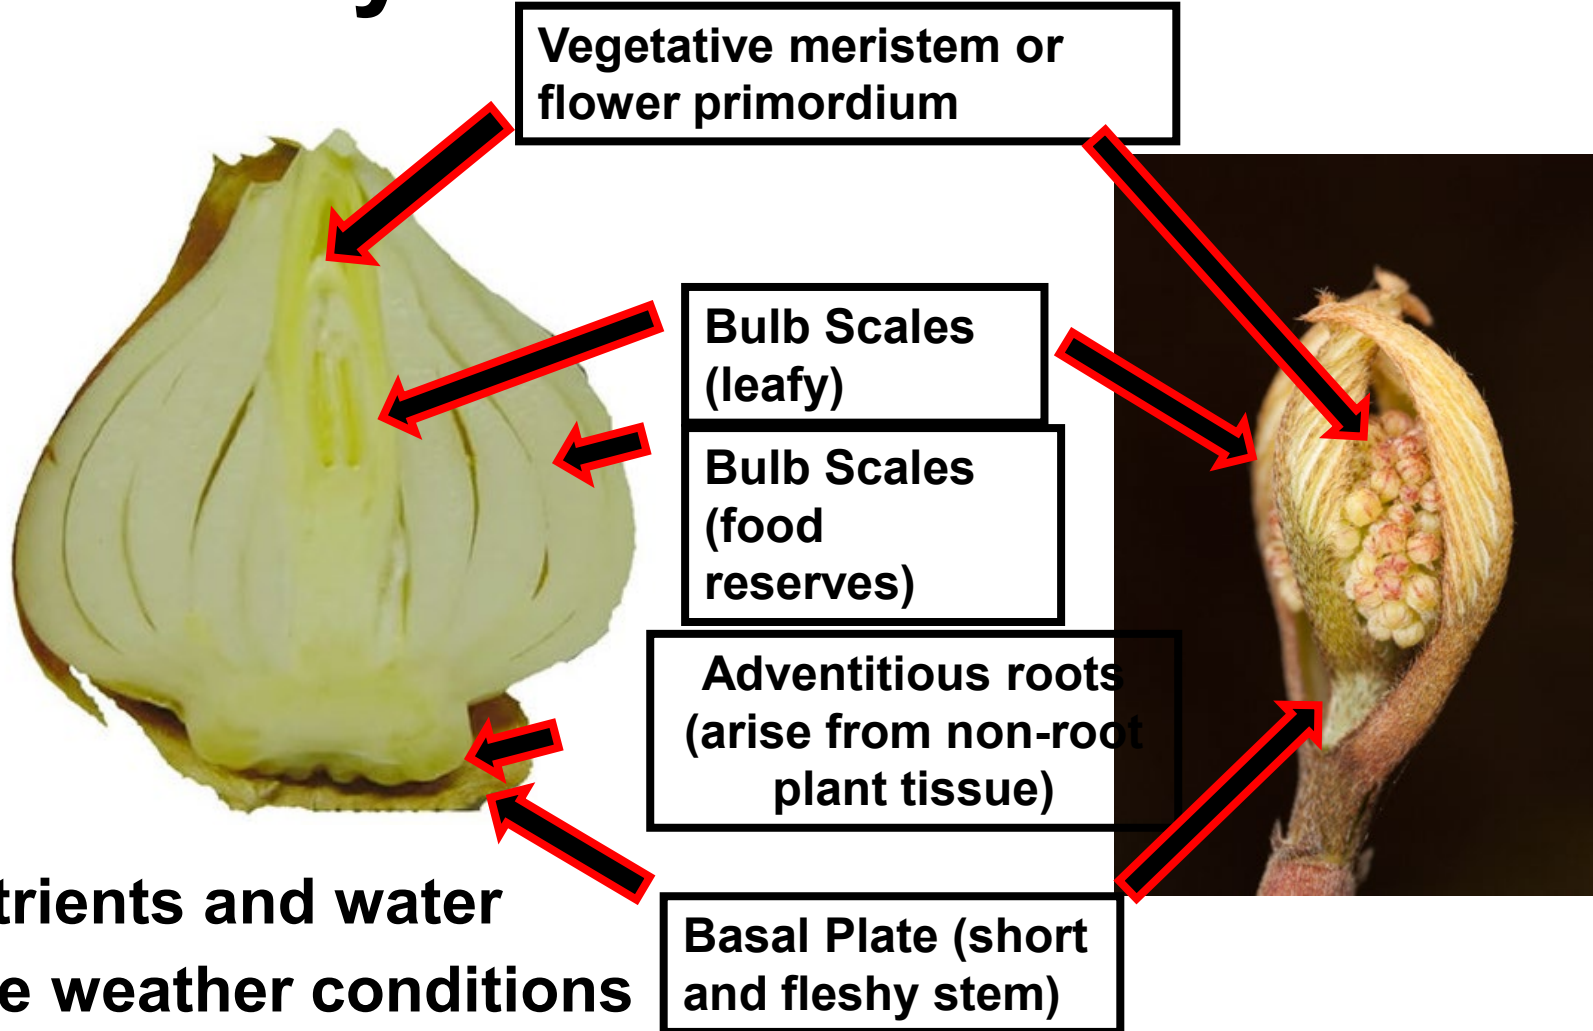 Vegetative meristem or
flower primordium
Bulb Scales
(leafy)
Bulb Scales
(food
reserves)
Adventitious roots
(arise from non-root
plant tissue)
Basal Plate (short
and fleshy stem)
trients and water
e weather conditions